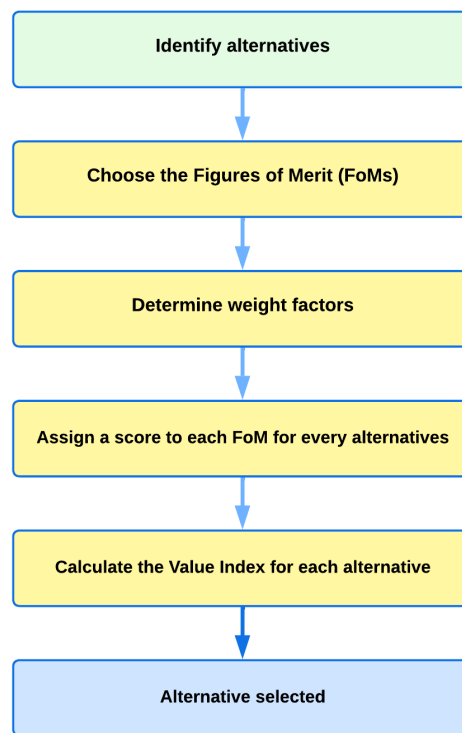 Identify alternatives
Choose the Figures of Merit (FoMs)
Determine weight factors
Assign a score to each FoM for every alternatives
Calculate the Value Index for each alternative
Alternative selected